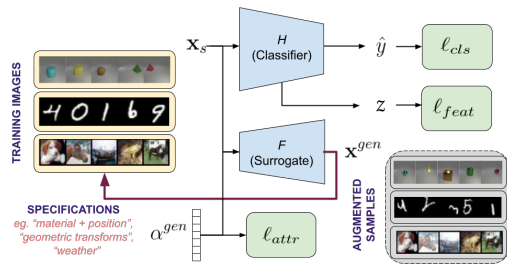 TRAINING IMAGES
4 0 1 6 9
SPECIFICATIONS
eg. “material + position”,
“geometric transforms”,
“weather”
x_s
H
(Classifier)
ŷ
ℓ_cls
z
ℓ_feat
F
(Surrogate)
x^gen
α^gen
ℓ_attr
AUGMENTED
SAMPLES